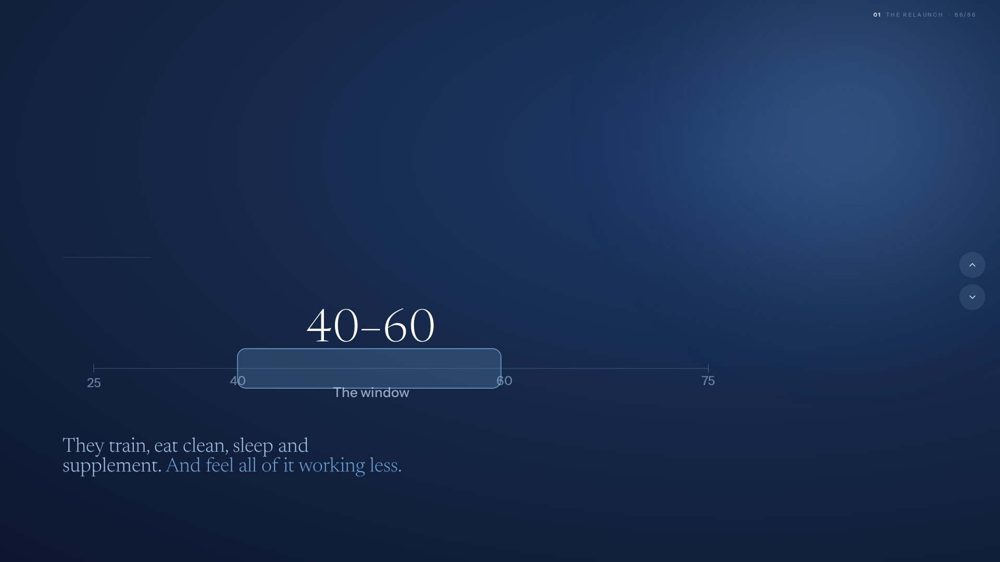 01 THE RELAUNCH · 66/86
40–60
25
40
60
75
The window
They train, eat clean, sleep and
supplement. And feel all of it working less.